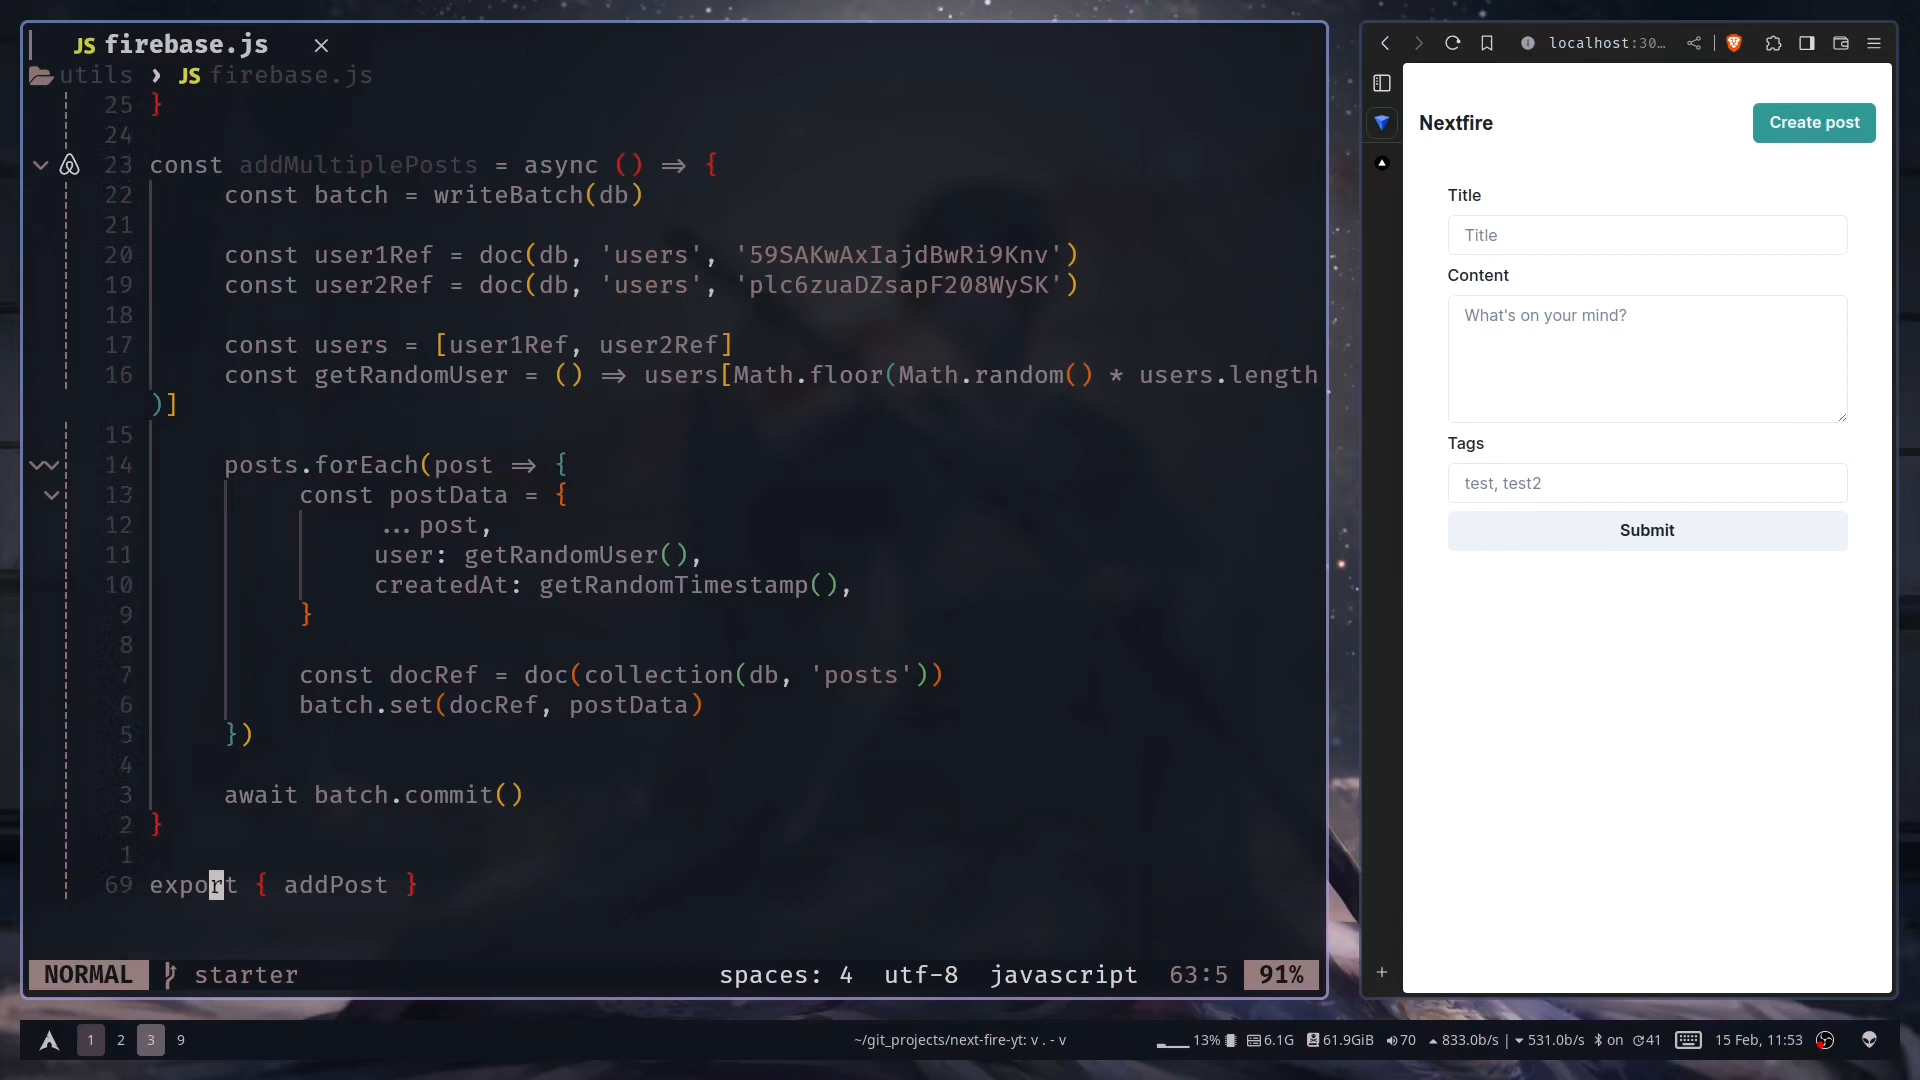 JS firebase.js ×
utils › JS firebase.js
25 }
24
23 const addMultiplePosts = async () => {
22 const batch = writeBatch(db)
21
20 const user1Ref = doc(db, 'users', '59SAKwAxIajdBwRi9Knv')
19 const user2Ref = doc(db, 'users', 'plc6zuaDZsapF208WySK')
18
17 const users = [user1Ref, user2Ref]
16 const getRandomUser = () => users[Math.floor(Math.random() * users.length
)]
15
14 posts.forEach(post => {
13 const postData = {
12 ...post,
11 user: getRandomUser(),
10 createdAt: getRandomTimestamp(),
9 }
8
7 const docRef = doc(collection(db, 'posts'))
6 batch.set(docRef, postData)
5 })
4
3 await batch.commit()
2 }
1
69 export { addPost }
NORMAL starter spaces: 4 utf-8 javascript 63:5 91%
localhost:30...
Nextfire
Create post
Title
Title
Content
What's on your mind?
Tags
test, test2
Submit
1 2 3 9 ~/git_projects/next-fire-yt: v . - v 13% 6.1G 61.9GiB 70 833.0b/s | 531.0b/s on 41 15 Feb, 11:53